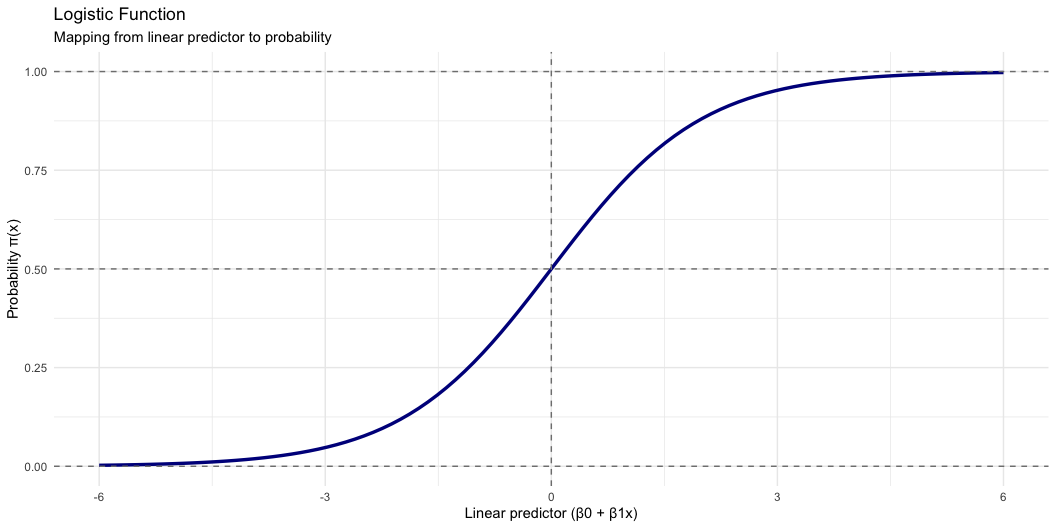 Logistic Function
Mapping from linear predictor to probability
Probability π(x)
1.00
0.75
0.50
0.25
0.00
-6
-3
0
3
6
Linear predictor (β0 + β1x)